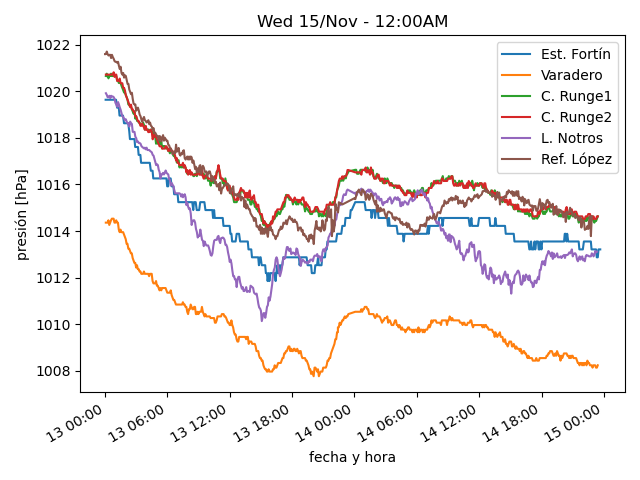 Wed 15/Nov - 12:00AM
1022
1020
1018
1016
1014
1012
1010
1008
presión [hPa]
Est. Fortín
Varadero
C. Runge1
C. Runge2
L. Notros
Ref. López
13 00:00
13 06:00
13 12:00
13 18:00
14 00:00
14 06:00
14 12:00
14 18:00
15 00:00
fecha y hora